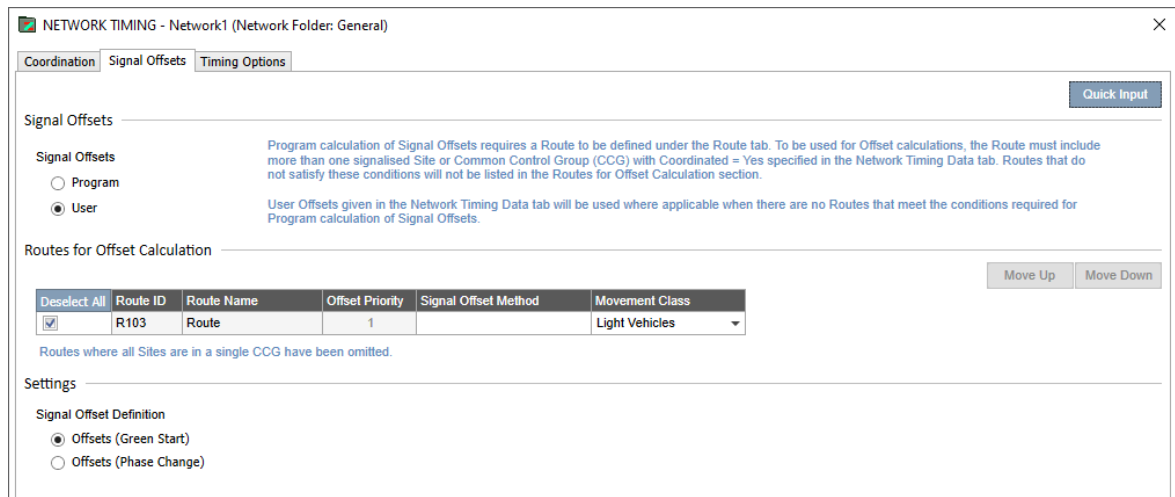 NETWORK TIMING - Network1 (Network Folder: General)
Coordination Signal Offsets Timing Options
Quick Input
Signal Offsets
Signal Offsets
Program
User
Program calculation of Signal Offsets requires a Route to be defined under the Route tab. To be used for Offset calculations, the Route must include
more than one signalised Site or Common Control Group (CCG) with Coordinated = Yes specified in the Network Timing Data tab. Routes that do
not satisfy these conditions will not be listed in the Routes for Offset Calculation section.
User Offsets given in the Network Timing Data tab will be used where applicable when there are no Routes that meet the conditions required for
Program calculation of Signal Offsets.
Routes for Offset Calculation
Move Up Move Down
Deselect All Route ID Route Name Offset Priority Signal Offset Method Movement Class
R103 Route 1 Light Vehicles
Routes where all Sites are in a single CCG have been omitted.
Settings
Signal Offset Definition
Offsets (Green Start)
Offsets (Phase Change)